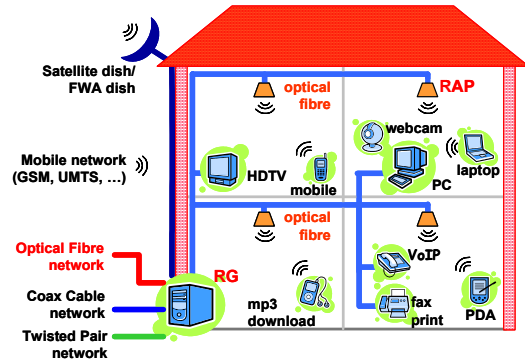 Satellite dish/
FWA dish
optical
fibre
RAP
webcam
laptop
Mobile network
(GSM, UMTS, ...)
HDTV
mobile
PC
optical
fibre
Optical Fibre
network
RG
VoIP
Coax Cable
network
mp3
download
fax
print
PDA
Twisted Pair
network